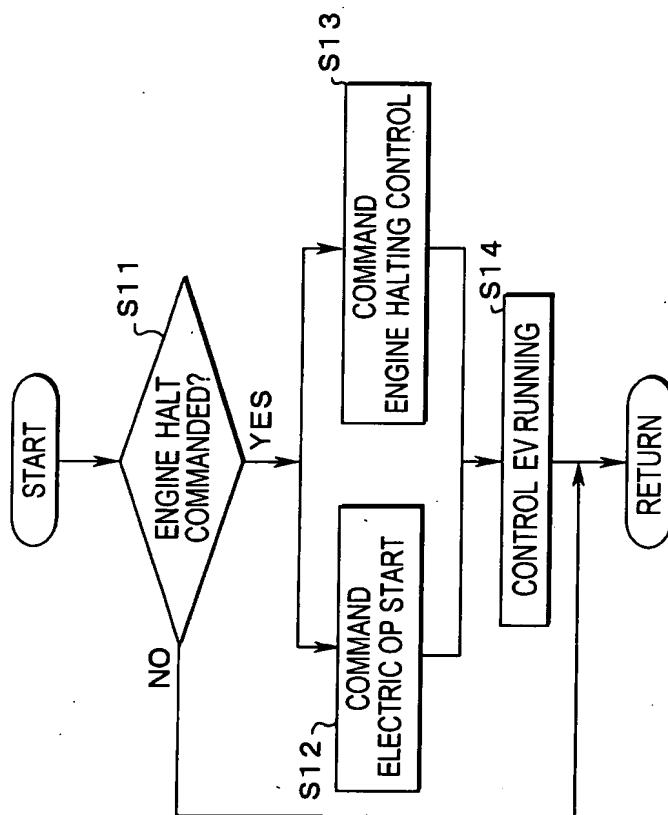 START
S11
ENGINE HALT
COMMANDED?
NO
YES
S12
COMMAND
ELECTRIC OP START
S13
COMMAND
ENGINE HALTING CONTROL
S14
CONTROL EV RUNNING
RETURN